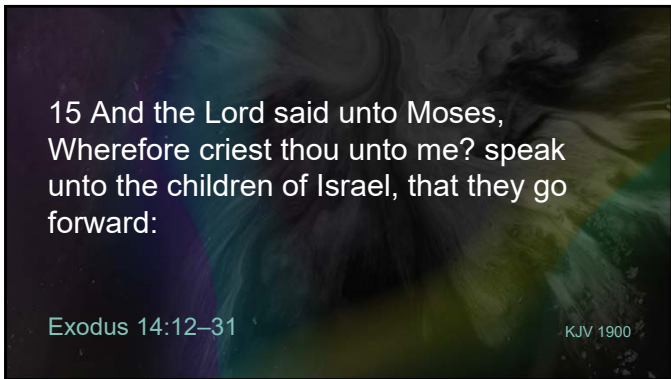 15 And the Lord said unto Moses,
Wherefore criest thou unto me? speak
unto the children of Israel, that they go
forward:
Exodus 14:12–31
KJV 1900